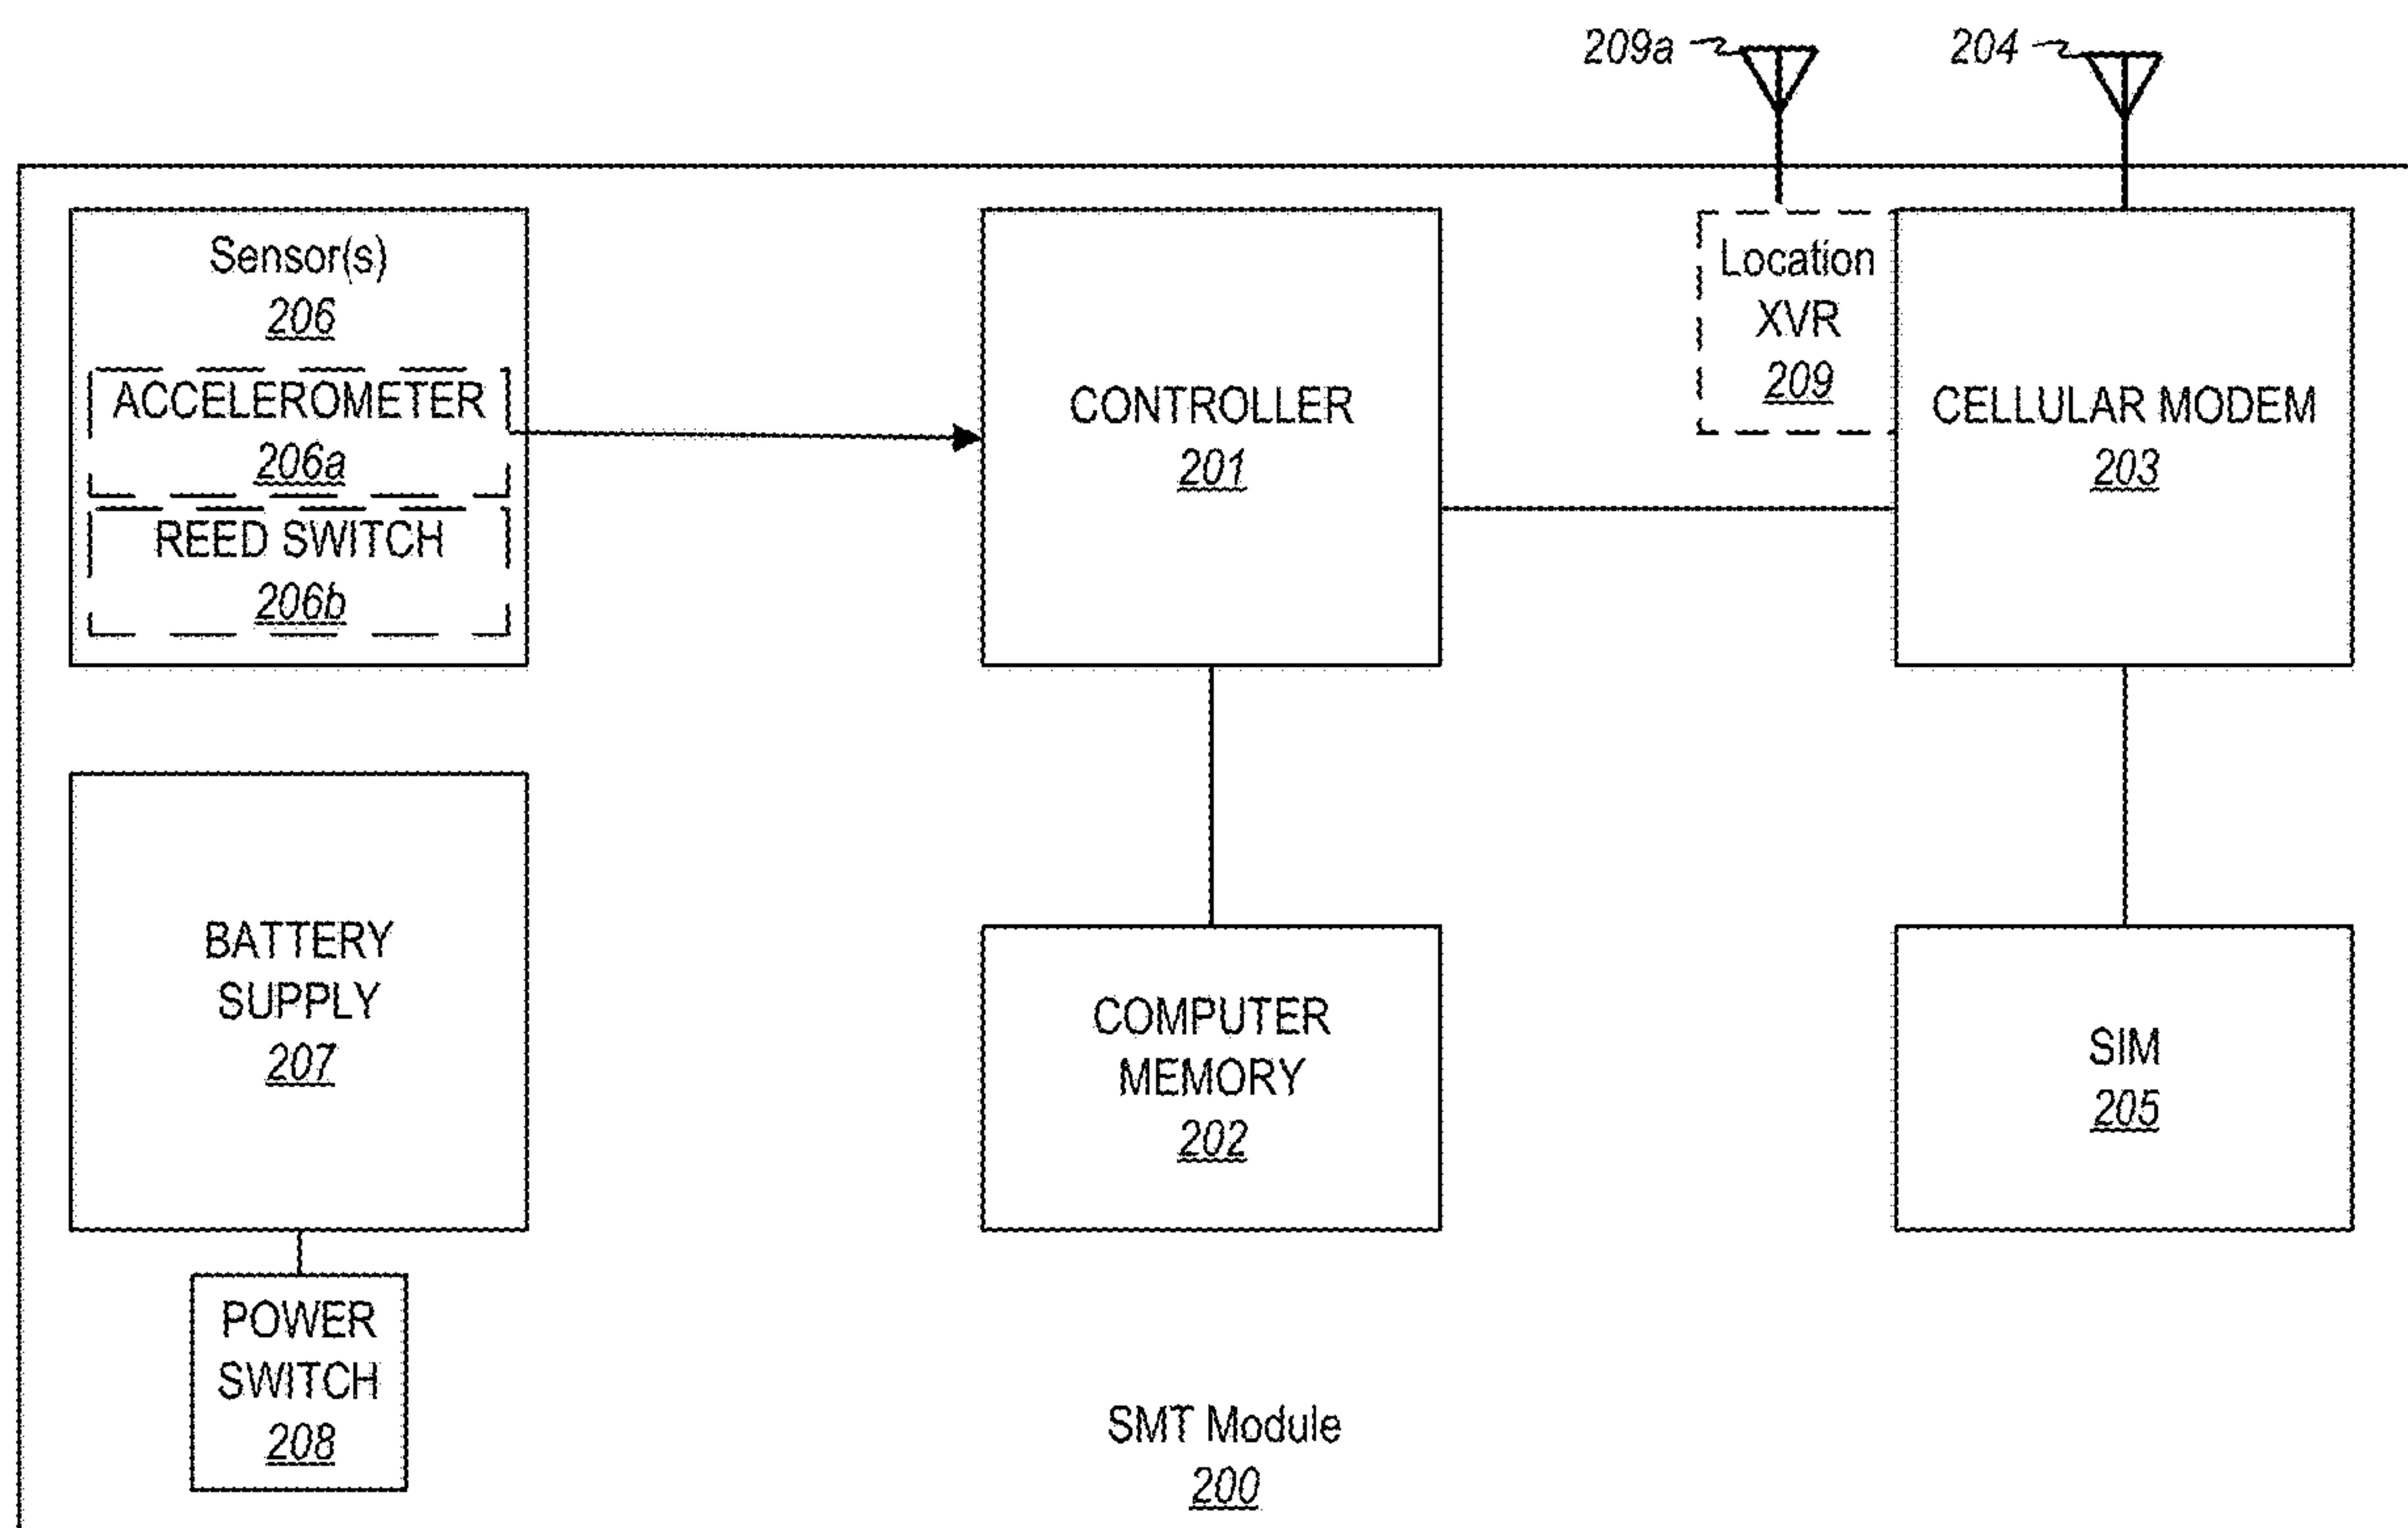 209a
204
Sensor(s)
206
ACCELEROMETER
206a
REED SWITCH
206b
CONTROLLER
201
Location
XVR
209
CELLULAR MODEM
203
BATTERY
SUPPLY
207
COMPUTER
MEMORY
202
SIM
205
POWER
SWITCH
208
SMT Module
200